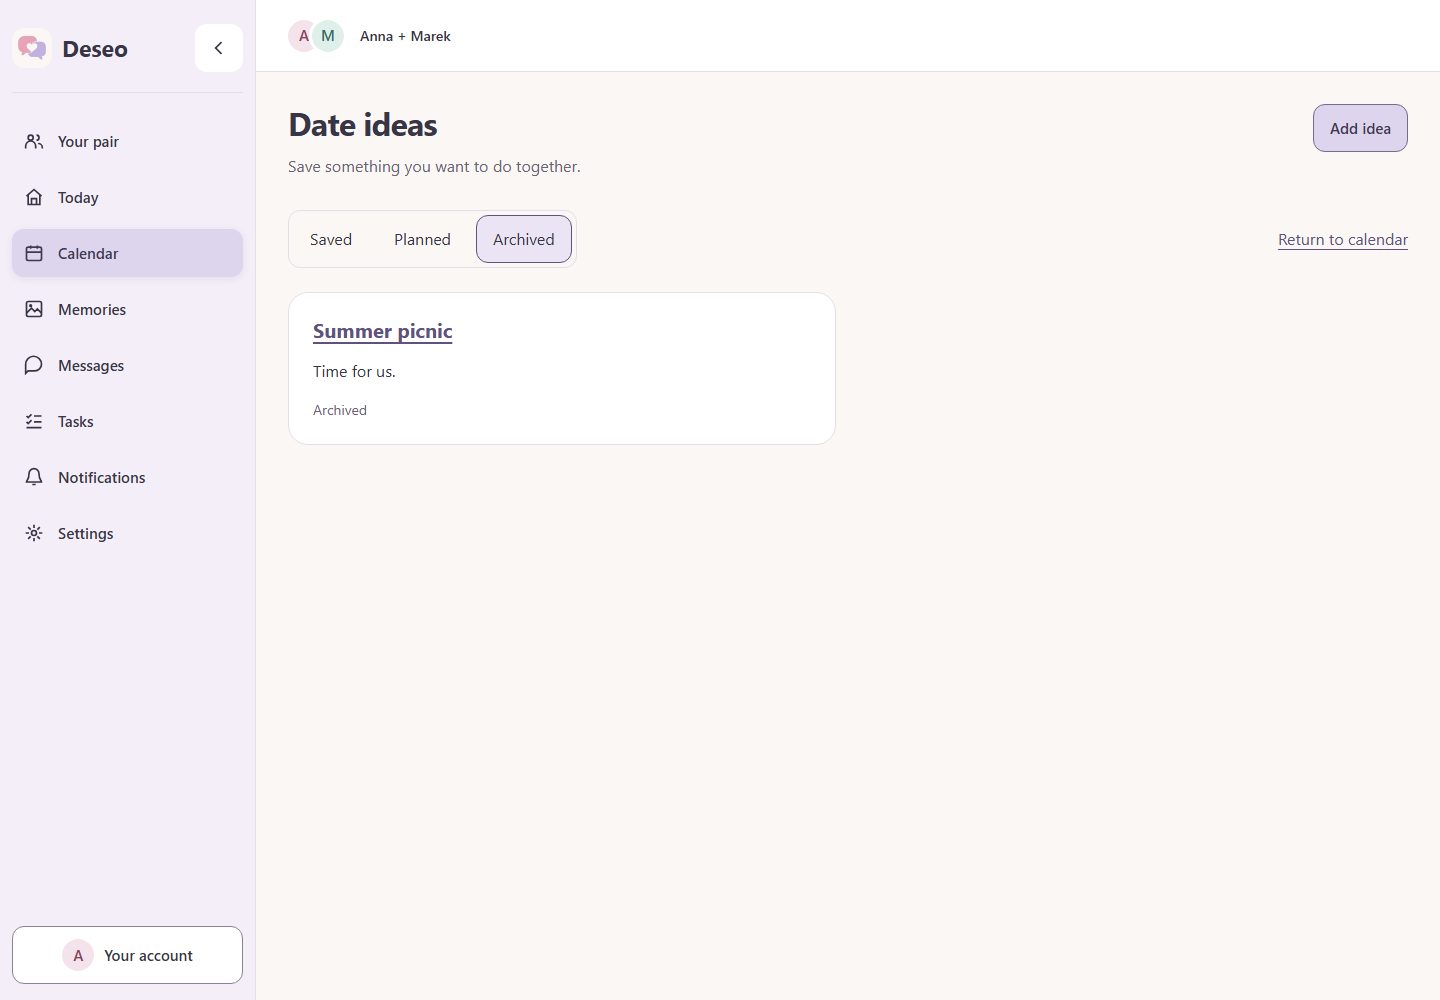 Deseo
Your pair
Today
Calendar
Memories
Messages
Tasks
Notifications
Settings
A Your account
A M Anna + Marek
Date ideas
Add idea
Save something you want to do together.
Saved Planned Archived
Return to calendar
Summer picnic
Time for us.
Archived